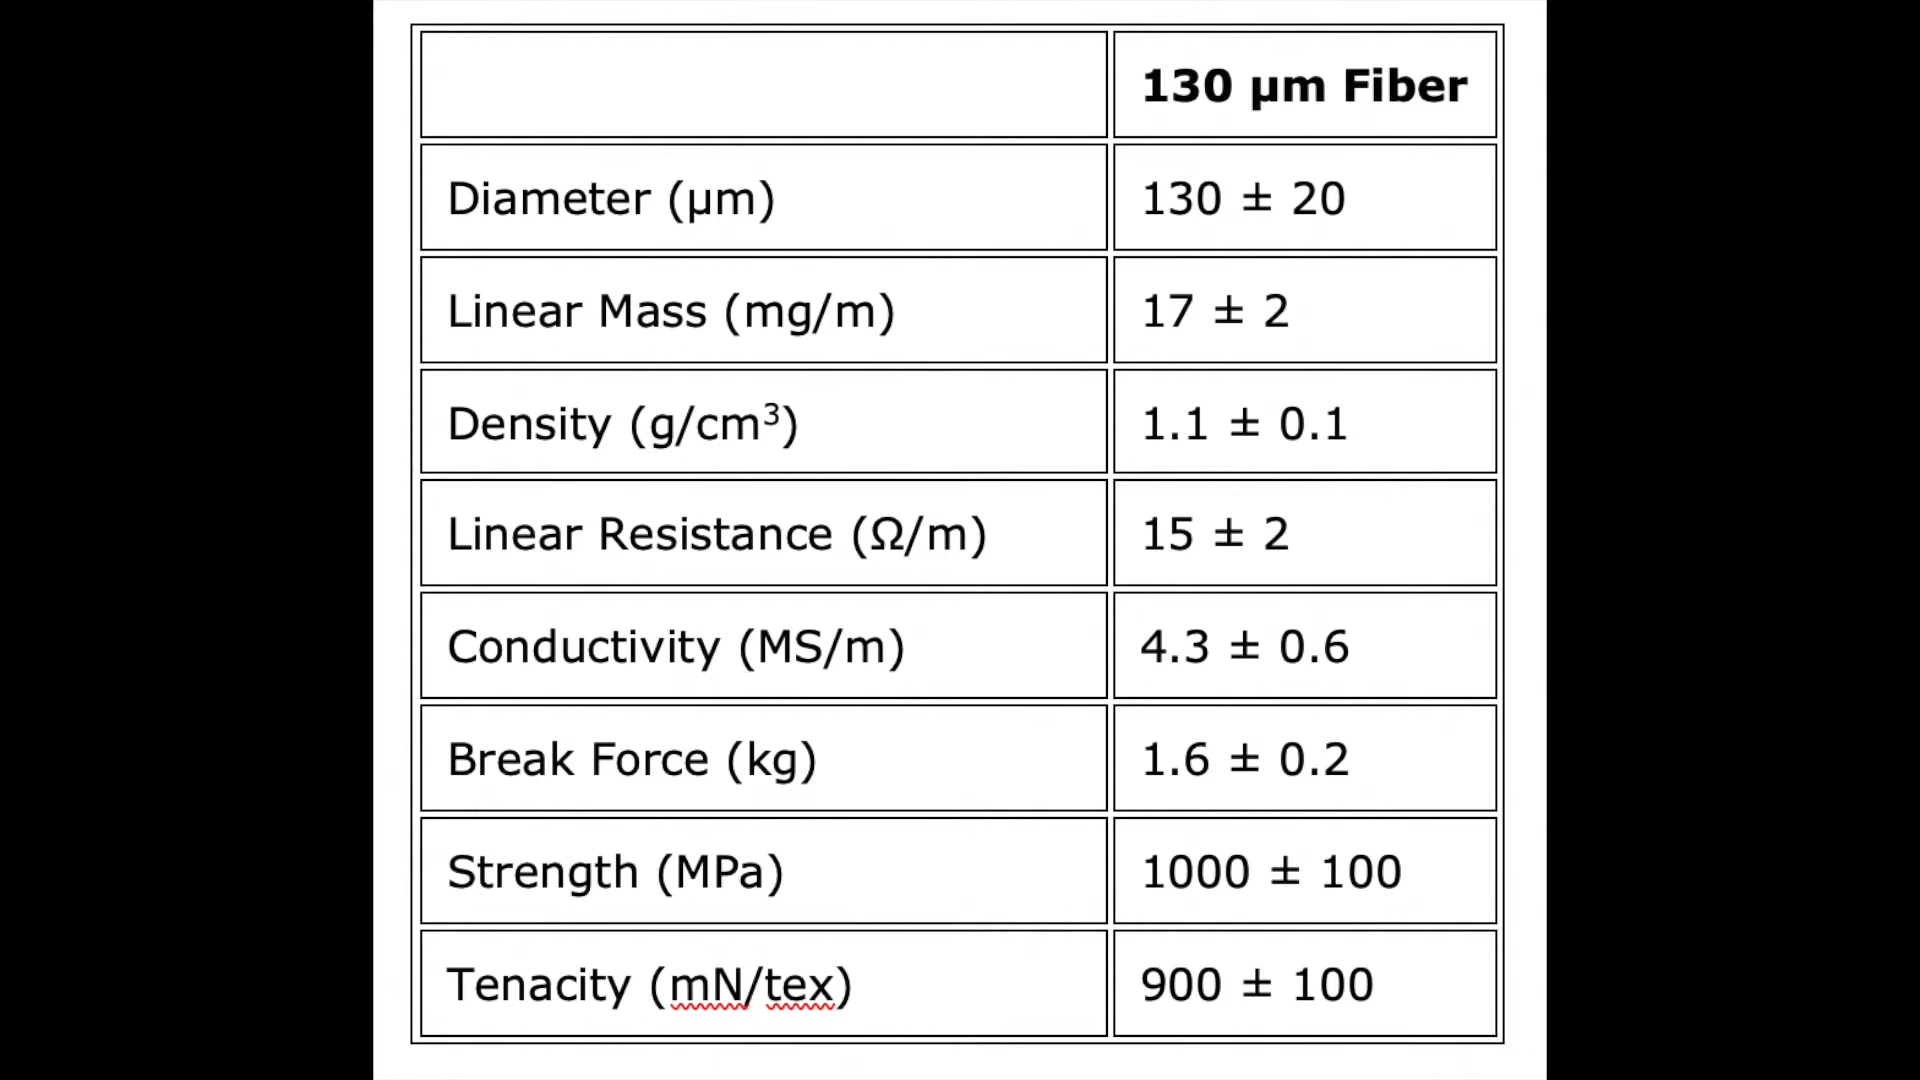 130 µm Fiber
Diameter (µm) 130 ± 20
Linear Mass (mg/m) 17 ± 2
Density (g/cm³) 1.1 ± 0.1
Linear Resistance (Ω/m) 15 ± 2
Conductivity (MS/m) 4.3 ± 0.6
Break Force (kg) 1.6 ± 0.2
Strength (MPa) 1000 ± 100
Tenacity (mN/tex) 900 ± 100